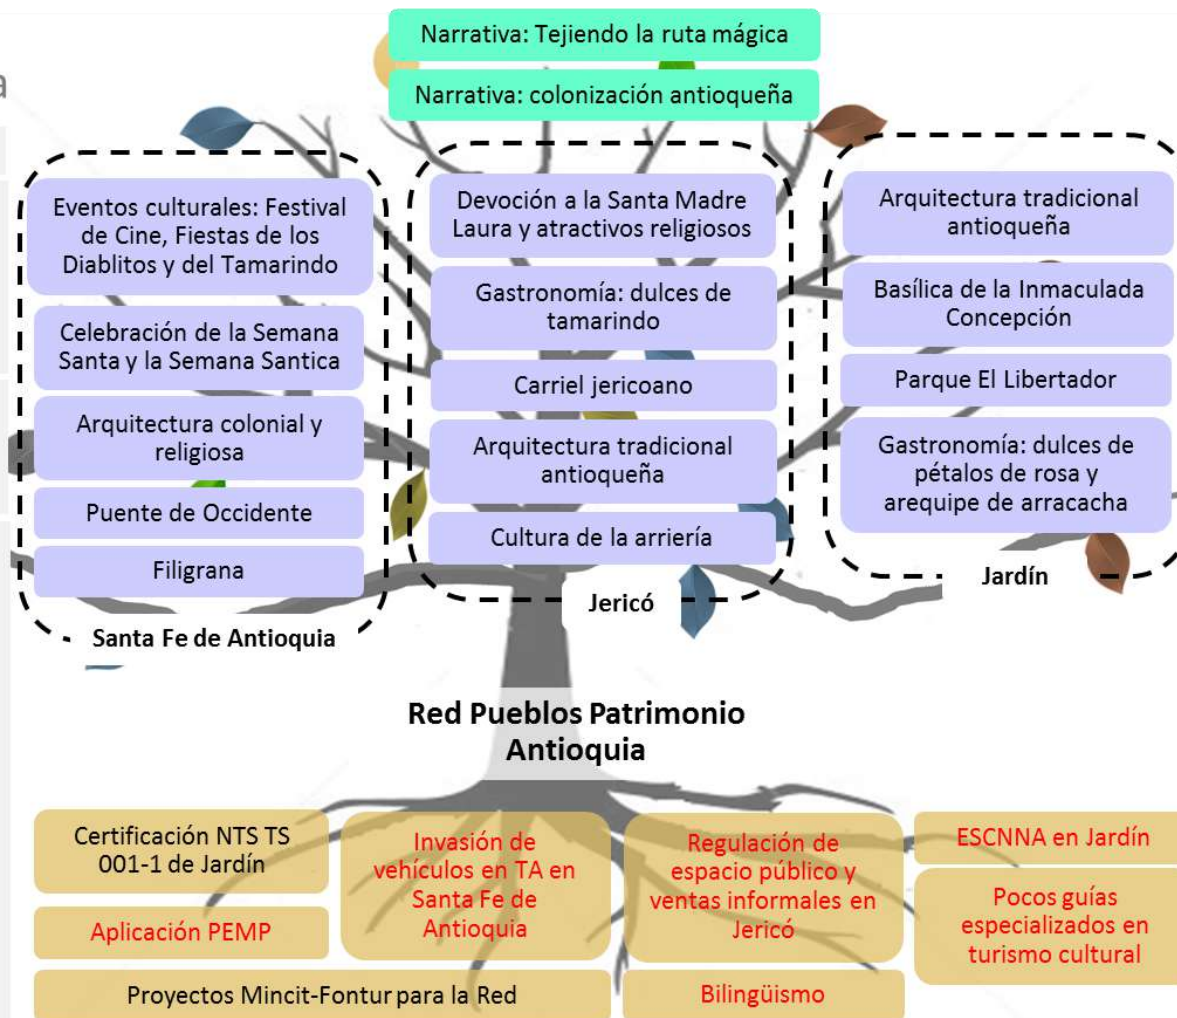 Narrativa: Tejiendo la ruta mágica
a
Narrativa: colonización antioqueña
Eventos culturales: Festival
de Cine, Fiestas de los
Diablitos y del Tamarindo
Celebración de la Semana
Santa y la Semana Santica
Arquitectura colonial y
religiosa
Puente de Occidente
Filigrana
Santa Fe de Antioquia
Devoción a la Santa Madre
Laura y atractivos religiosos
Gastronomía: dulces de
tamarindo
Carriel jericoano
Arquitectura tradicional
antioqueña
Cultura de la arriería
Jericó
Arquitectura tradicional
antioqueña
Basílica de la Inmaculada
Concepción
Parque El Libertador
Gastronomía: dulces de
pétalos de rosa y
arequipe de arracacha
Jardín
Red Pueblos Patrimonio
Antioquia
Certificación NTS TS
001-1 de Jardín
Aplicación PEMP
Invasión de
vehículos en TA en
Santa Fe de
Antioquia
Regulación de
espacio público y
ventas informales en
Jericó
ESCNNA en Jardín
Pocos guías
especializados en
turismo cultural
Proyectos Mincit-Fontur para la Red
Bilingüismo